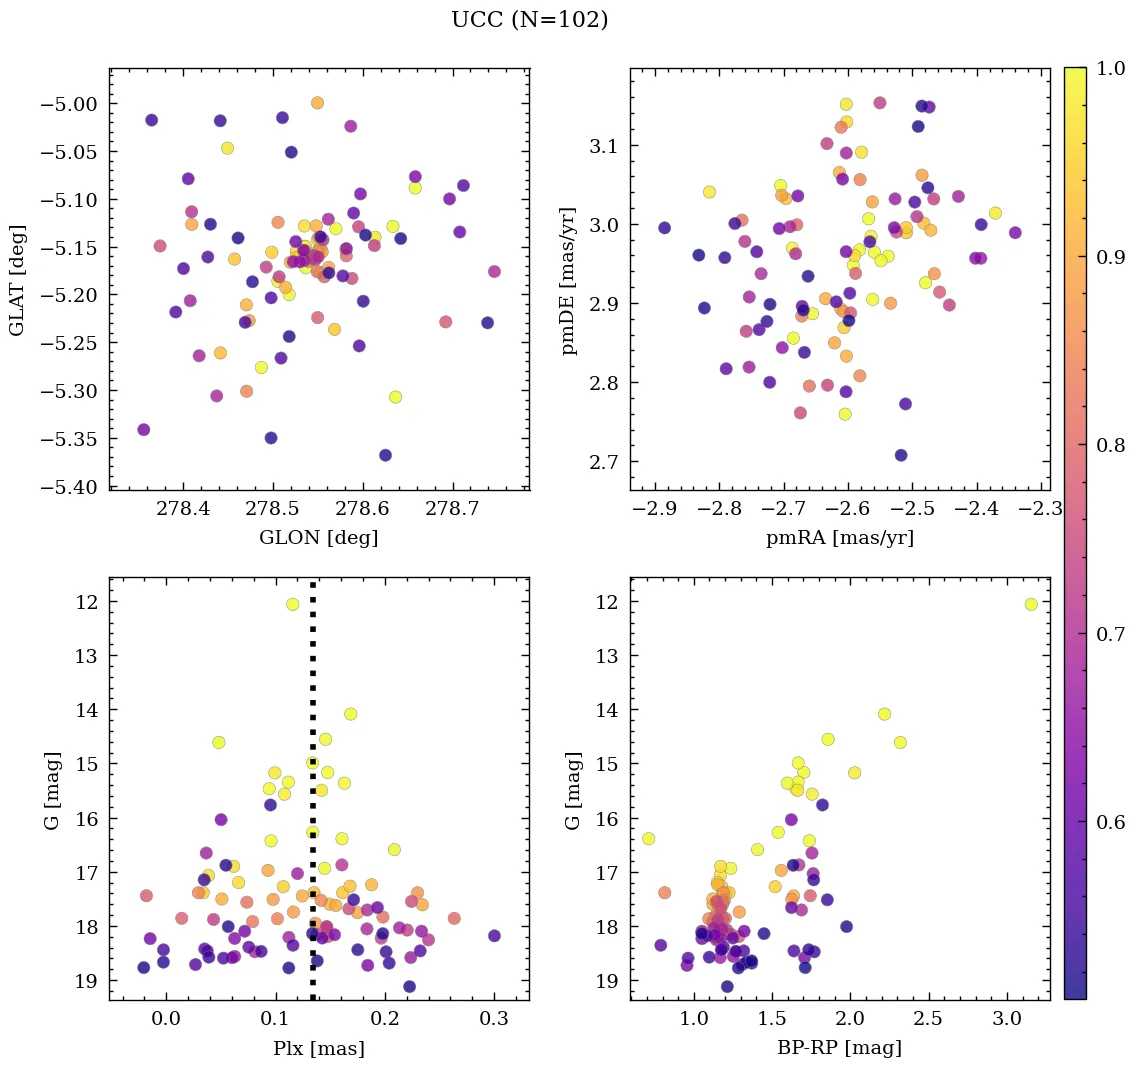 UCC (N=102)
−5.00
−5.05
−5.10
−5.15
−5.20
−5.25
−5.30
−5.35
−5.40
GLAT [deg]
278.4 278.5 278.6 278.7
GLON [deg]
3.1
3.0
2.9
2.8
2.7
pmDE [mas/yr]
−2.9 −2.8 −2.7 −2.6 −2.5 −2.4 −2.3
pmRA [mas/yr]
1.0
0.9
0.8
0.7
0.6
12
13
14
15
16
17
18
19
G [mag]
0.0 0.1 0.2 0.3
Plx [mas]
12
13
14
15
16
17
18
19
G [mag]
1.0 1.5 2.0 2.5 3.0
BP-RP [mag]